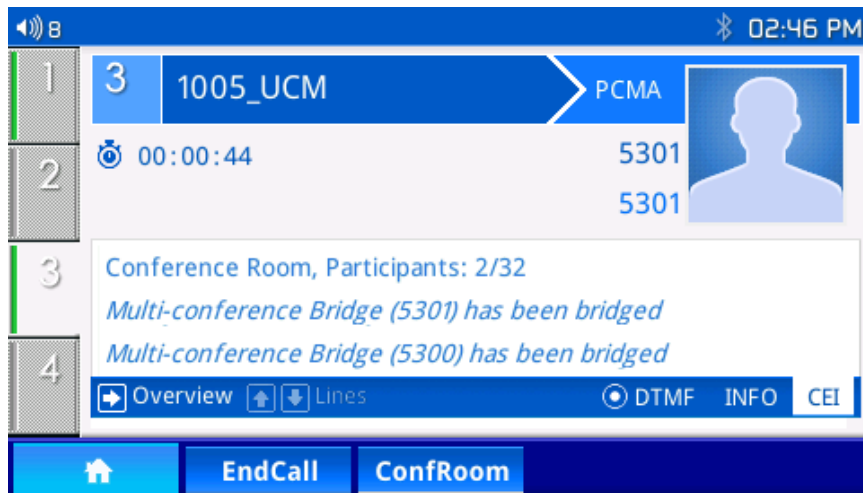 8 02:46 PM
1
3 1005_UCM PCMA
00:00:44 5301
2
5301
3
Conference Room, Participants: 2/32
Multi-conference Bridge (5301) has been bridged
Multi-conference Bridge (5300) has been bridged
4
Overview Lines DTMF INFO CEI
EndCall ConfRoom